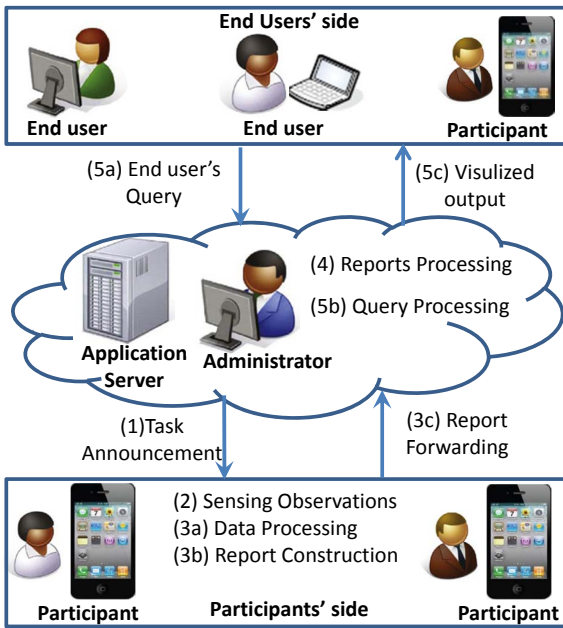 End Users' side
End user
End user
Participant
(5a) End user's
Query
(5c) Visulized
output
(4) Reports Processing
(5b) Query Processing
Application
Server
Administrator
(1)Task
Announcement
(3c) Report
Forwarding
(2) Sensing Observations
(3a) Data Processing
(3b) Report Construction
Participant
Participants' side
Participant